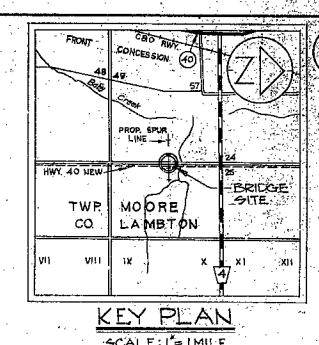 FRONT
C&O RWY.
CONCESSION
40
48 49
57
Baby Creek
PROP. SPUR
LINE
24
HWY. 40 NEW
25
BRIDGE
SITE
TWP. MOORE
CO. LAMBTON
VII VIII IX X XI XII
4
KEY PLAN
SCALE: 1"=1 MILE